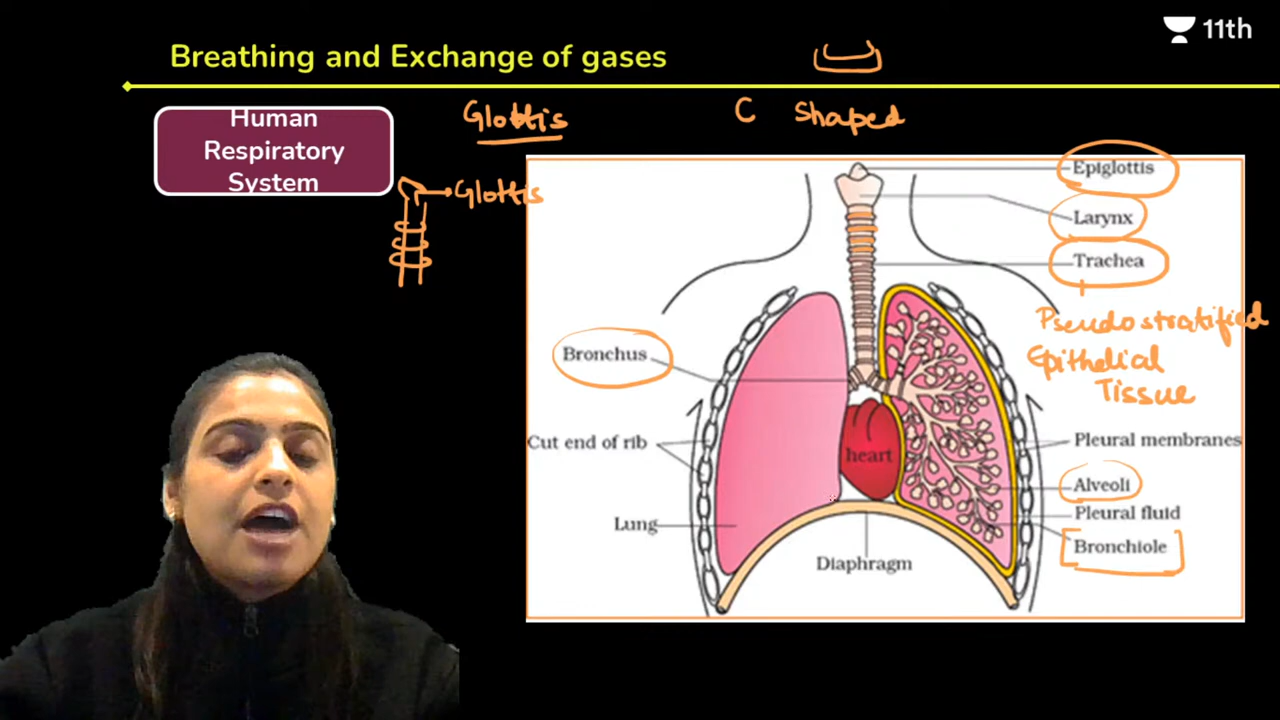 11th
Breathing and Exchange of gases
Human
Respiratory
System
Glottis
C Shaped
Glottis
Epiglottis
Larynx
Trachea
Pseudostratified
Epithelial
Tissue
Bronchus
Cut end of rib
heart
Pleural membranes
Alveoli
Pleural fluid
Lung
Bronchiole
Diaphragm